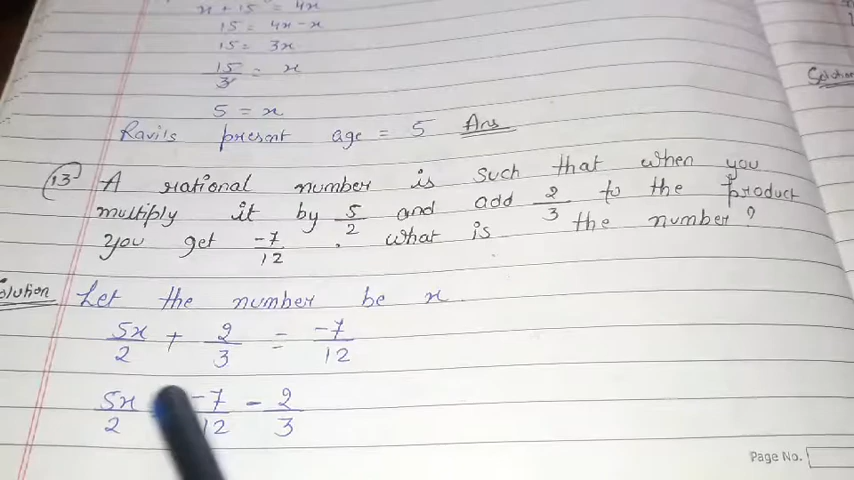 x + 15 = 4x
15 = 4x - x
15 = 3x
15/3 = x
5 = x
Ravi's present age = 5 Ans
13 A rational number is such that when you
multiply it by 5/2 and add 2/3 to the product
you get -7/12 . what is the number?
Solution Let the number be x
5x/2 + 2/3 = -7/12
5x/2 -7/12 - 2/3
Page No.